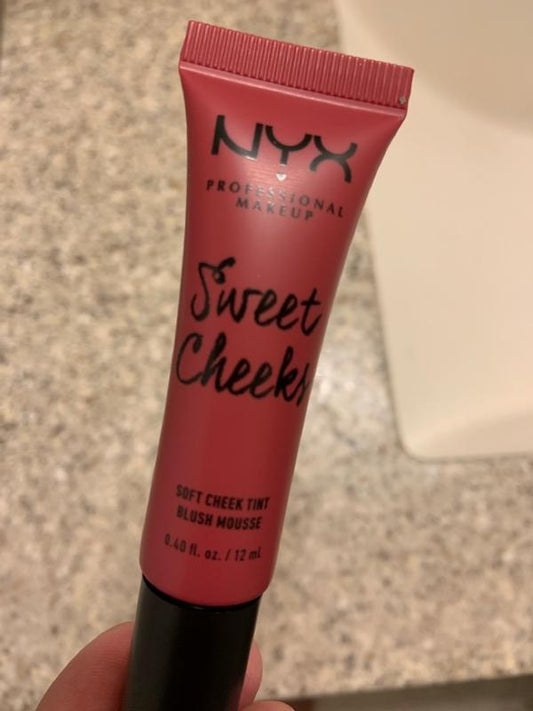 NYX
PROFESSIONAL
MAKEUP
Sweet
Cheeks
SOFT CHEEK TINT
BLUSH MOUSSE
0.40 fl. oz. / 12 mL